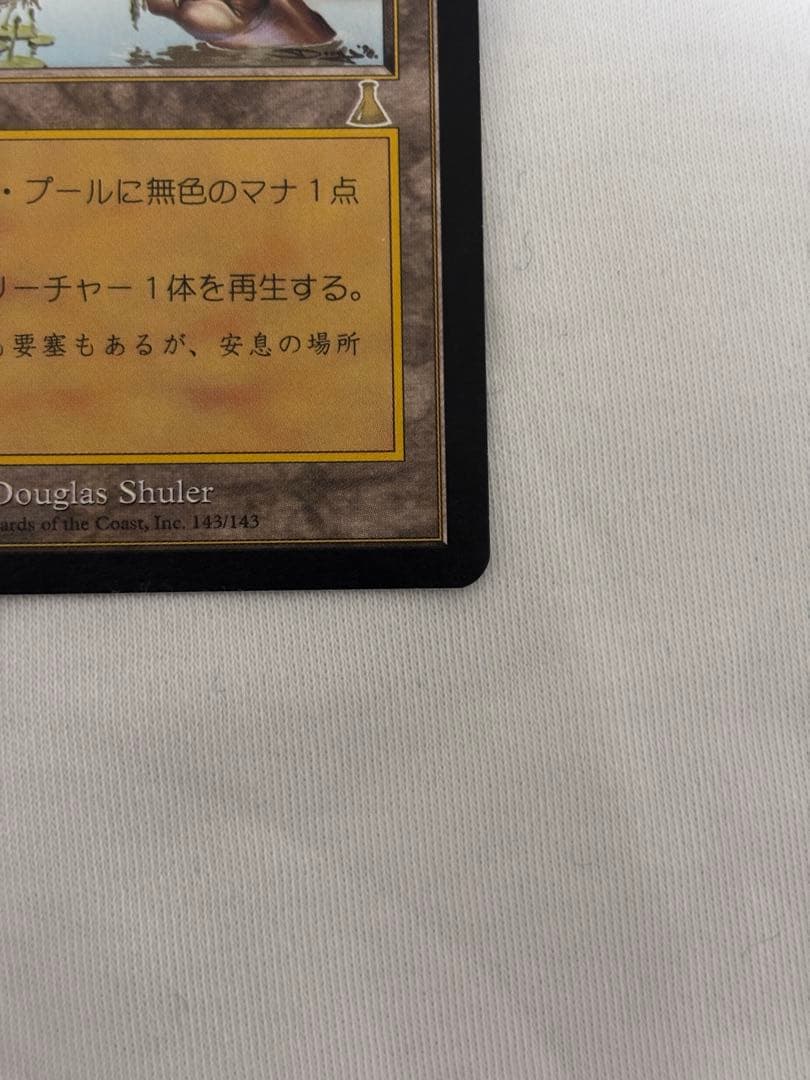 ・プールに無色のマナ1点
リーチャー1体を再生する。
要塞もあるが、安息の場所
Douglas Shuler
ards of the Coast, Inc. 143/143